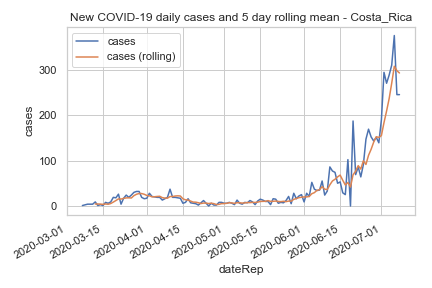 New COVID-19 daily cases and 5 day rolling mean - Costa_Rica
cases
cases (rolling)
cases
300
200
100
0
2020-03-01
2020-03-15
2020-04-01
2020-04-15
2020-05-01
2020-05-15
2020-06-01
2020-06-15
2020-07-01
dateRep